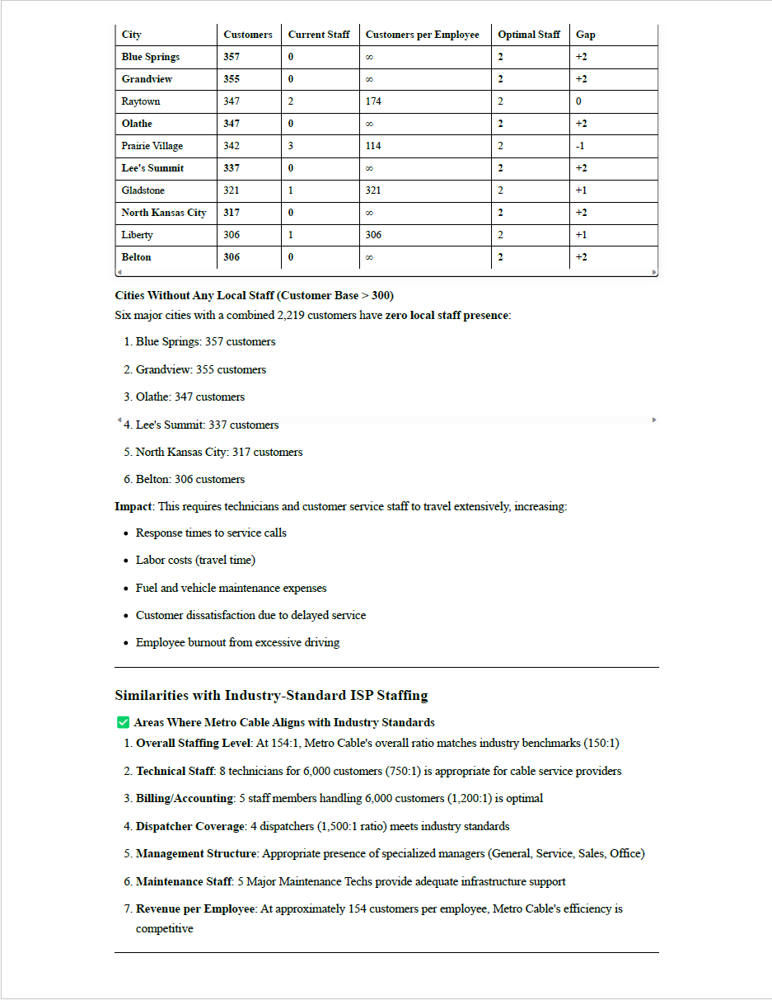 City Customers Current Staff Customers per Employee Optimal Staff Gap
Blue Springs 357 0 ∞ 2 +2
Grandview 355 0 ∞ 2 +2
Raytown 347 2 174 2 0
Olathe 347 0 ∞ 2 +2
Prairie Village 342 3 114 2 -1
Lee's Summit 337 0 ∞ 2 +2
Gladstone 321 1 321 2 +1
North Kansas City 317 0 ∞ 2 +2
Liberty 306 1 306 2 +1
Belton 306 0 ∞ 2 +2
Cities Without Any Local Staff (Customer Base > 300)
Six major cities with a combined 2,219 customers have zero local staff presence:
1. Blue Springs: 357 customers
2. Grandview: 355 customers
3. Olathe: 347 customers
4. Lee's Summit: 337 customers
5. North Kansas City: 317 customers
6. Belton: 306 customers
Impact: This requires technicians and customer service staff to travel extensively, increasing:
• Response times to service calls
• Labor costs (travel time)
• Fuel and vehicle maintenance expenses
• Customer dissatisfaction due to delayed service
• Employee burnout from excessive driving
Similarities with Industry-Standard ISP Staffing
✅ Areas Where Metro Cable Aligns with Industry Standards
1. Overall Staffing Level: At 154:1, Metro Cable's overall ratio matches industry benchmarks (150:1)
2. Technical Staff: 8 technicians for 6,000 customers (750:1) is appropriate for cable service providers
3. Billing/Accounting: 5 staff members handling 6,000 customers (1,200:1) is optimal
4. Dispatcher Coverage: 4 dispatchers (1,500:1 ratio) meets industry standards
5. Management Structure: Appropriate presence of specialized managers (General, Service, Sales, Office)
6. Maintenance Staff: 5 Major Maintenance Techs provide adequate infrastructure support
7. Revenue per Employee: At approximately 154 customers per employee, Metro Cable's efficiency is
competitive